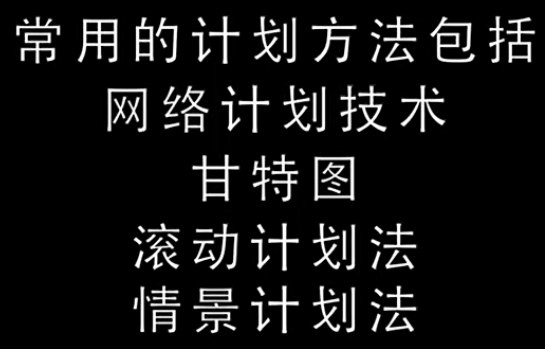 常用的计划方法包括
网络计划技术
甘特图
滚动计划法
情景计划法